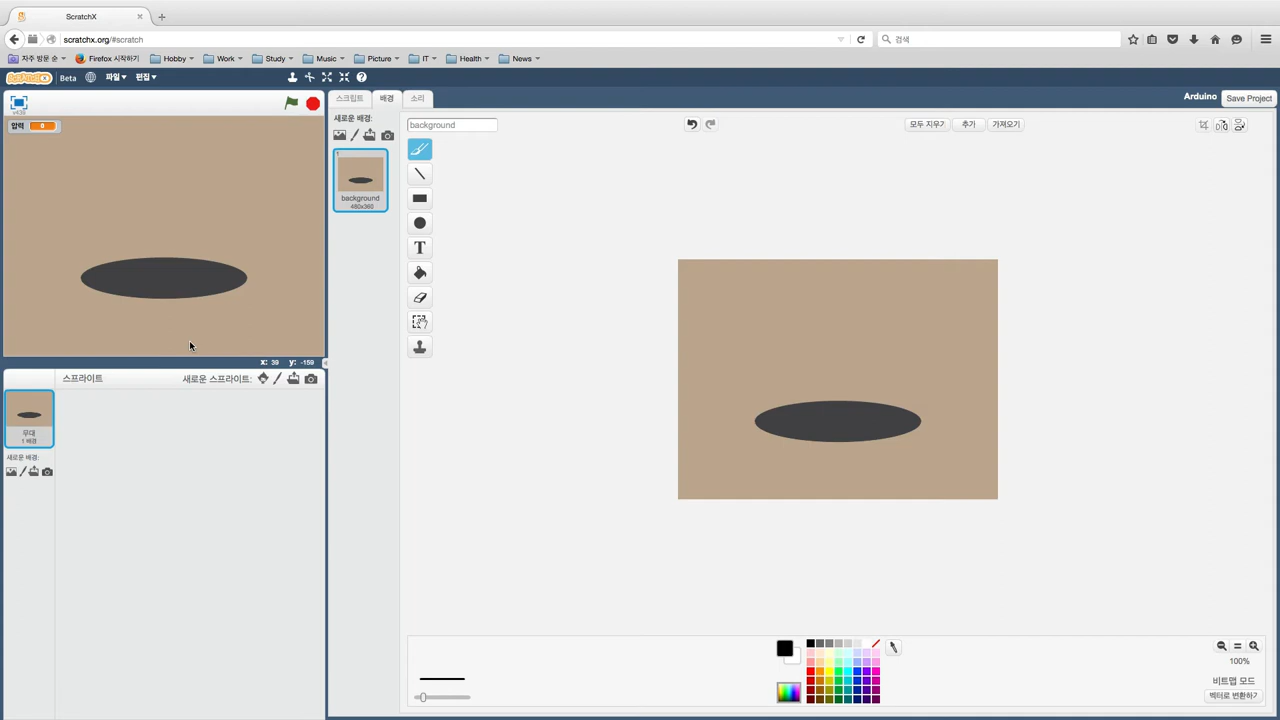 ScratchX
scratchx.org/#scratch
검색
자주 방문 순
Firefox 시작하기
Hobby
Work
Study
Music
Picture
IT
Health
News
Beta
파일
편집
스크립트
배경
소리
Arduino
Save Project
v439
압력 0
새로운 배경:
background
모두 지우기
추가
가져오기
1
background
480x360
T
x: 39 y: -159
스프라이트
새로운 스프라이트:
무대
1 배경
새로운 배경:
100%
비트맵 모드
벡터로 변환하기